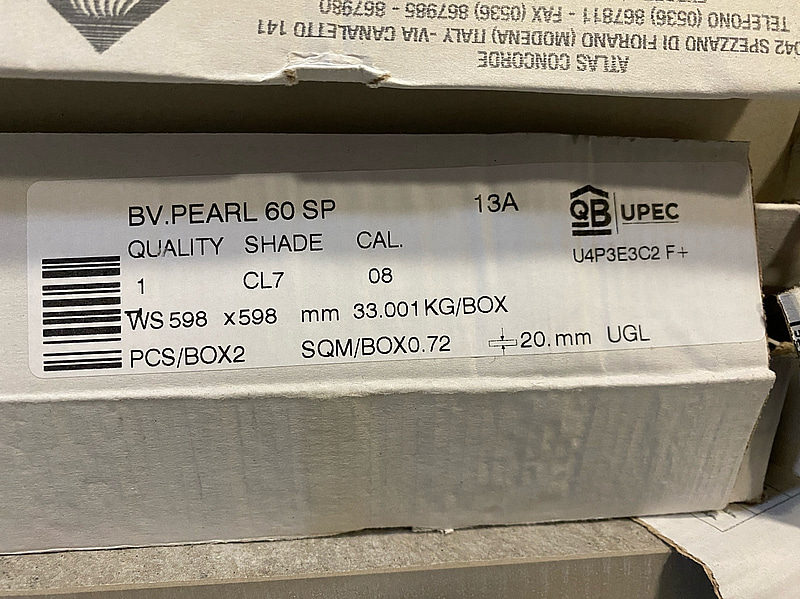 ATLAS CONCORDE
042 SPEZZANO DI FIORANO (MODENA) ITALY - VIA CANALETTO 141
TELEFONO (0536) 867811 - FAX (0536) 867985 - 867980
BV.PEARL 60 SP 13A QB UPEC
QUALITY SHADE CAL. U4P3E3C2 F+
1 CL7 08
WS 598 x598 mm 33.001KG/BOX
PCS/BOX2 SQM/BOX0.72 20.mm UGL